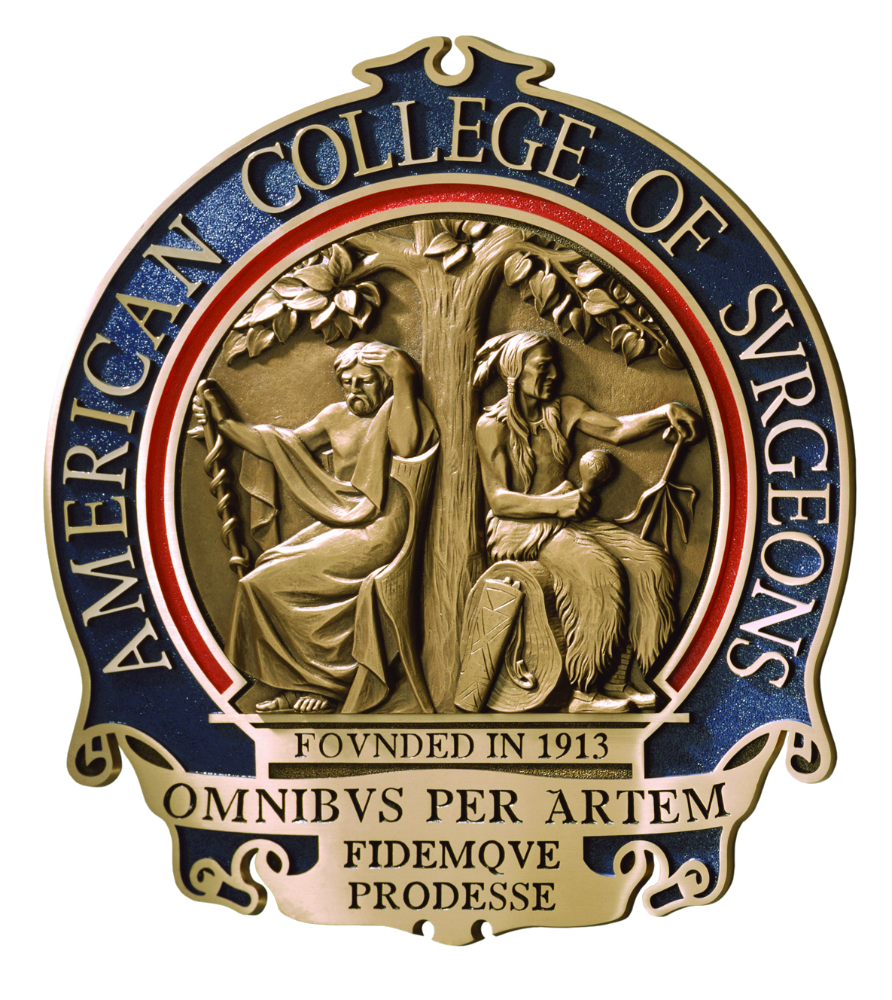 AMERICAN COLLEGE OF SVRGEONS
FOVNDED IN 1913
OMNIBVS PER ARTEM
FIDEMQVE
PRODESSE